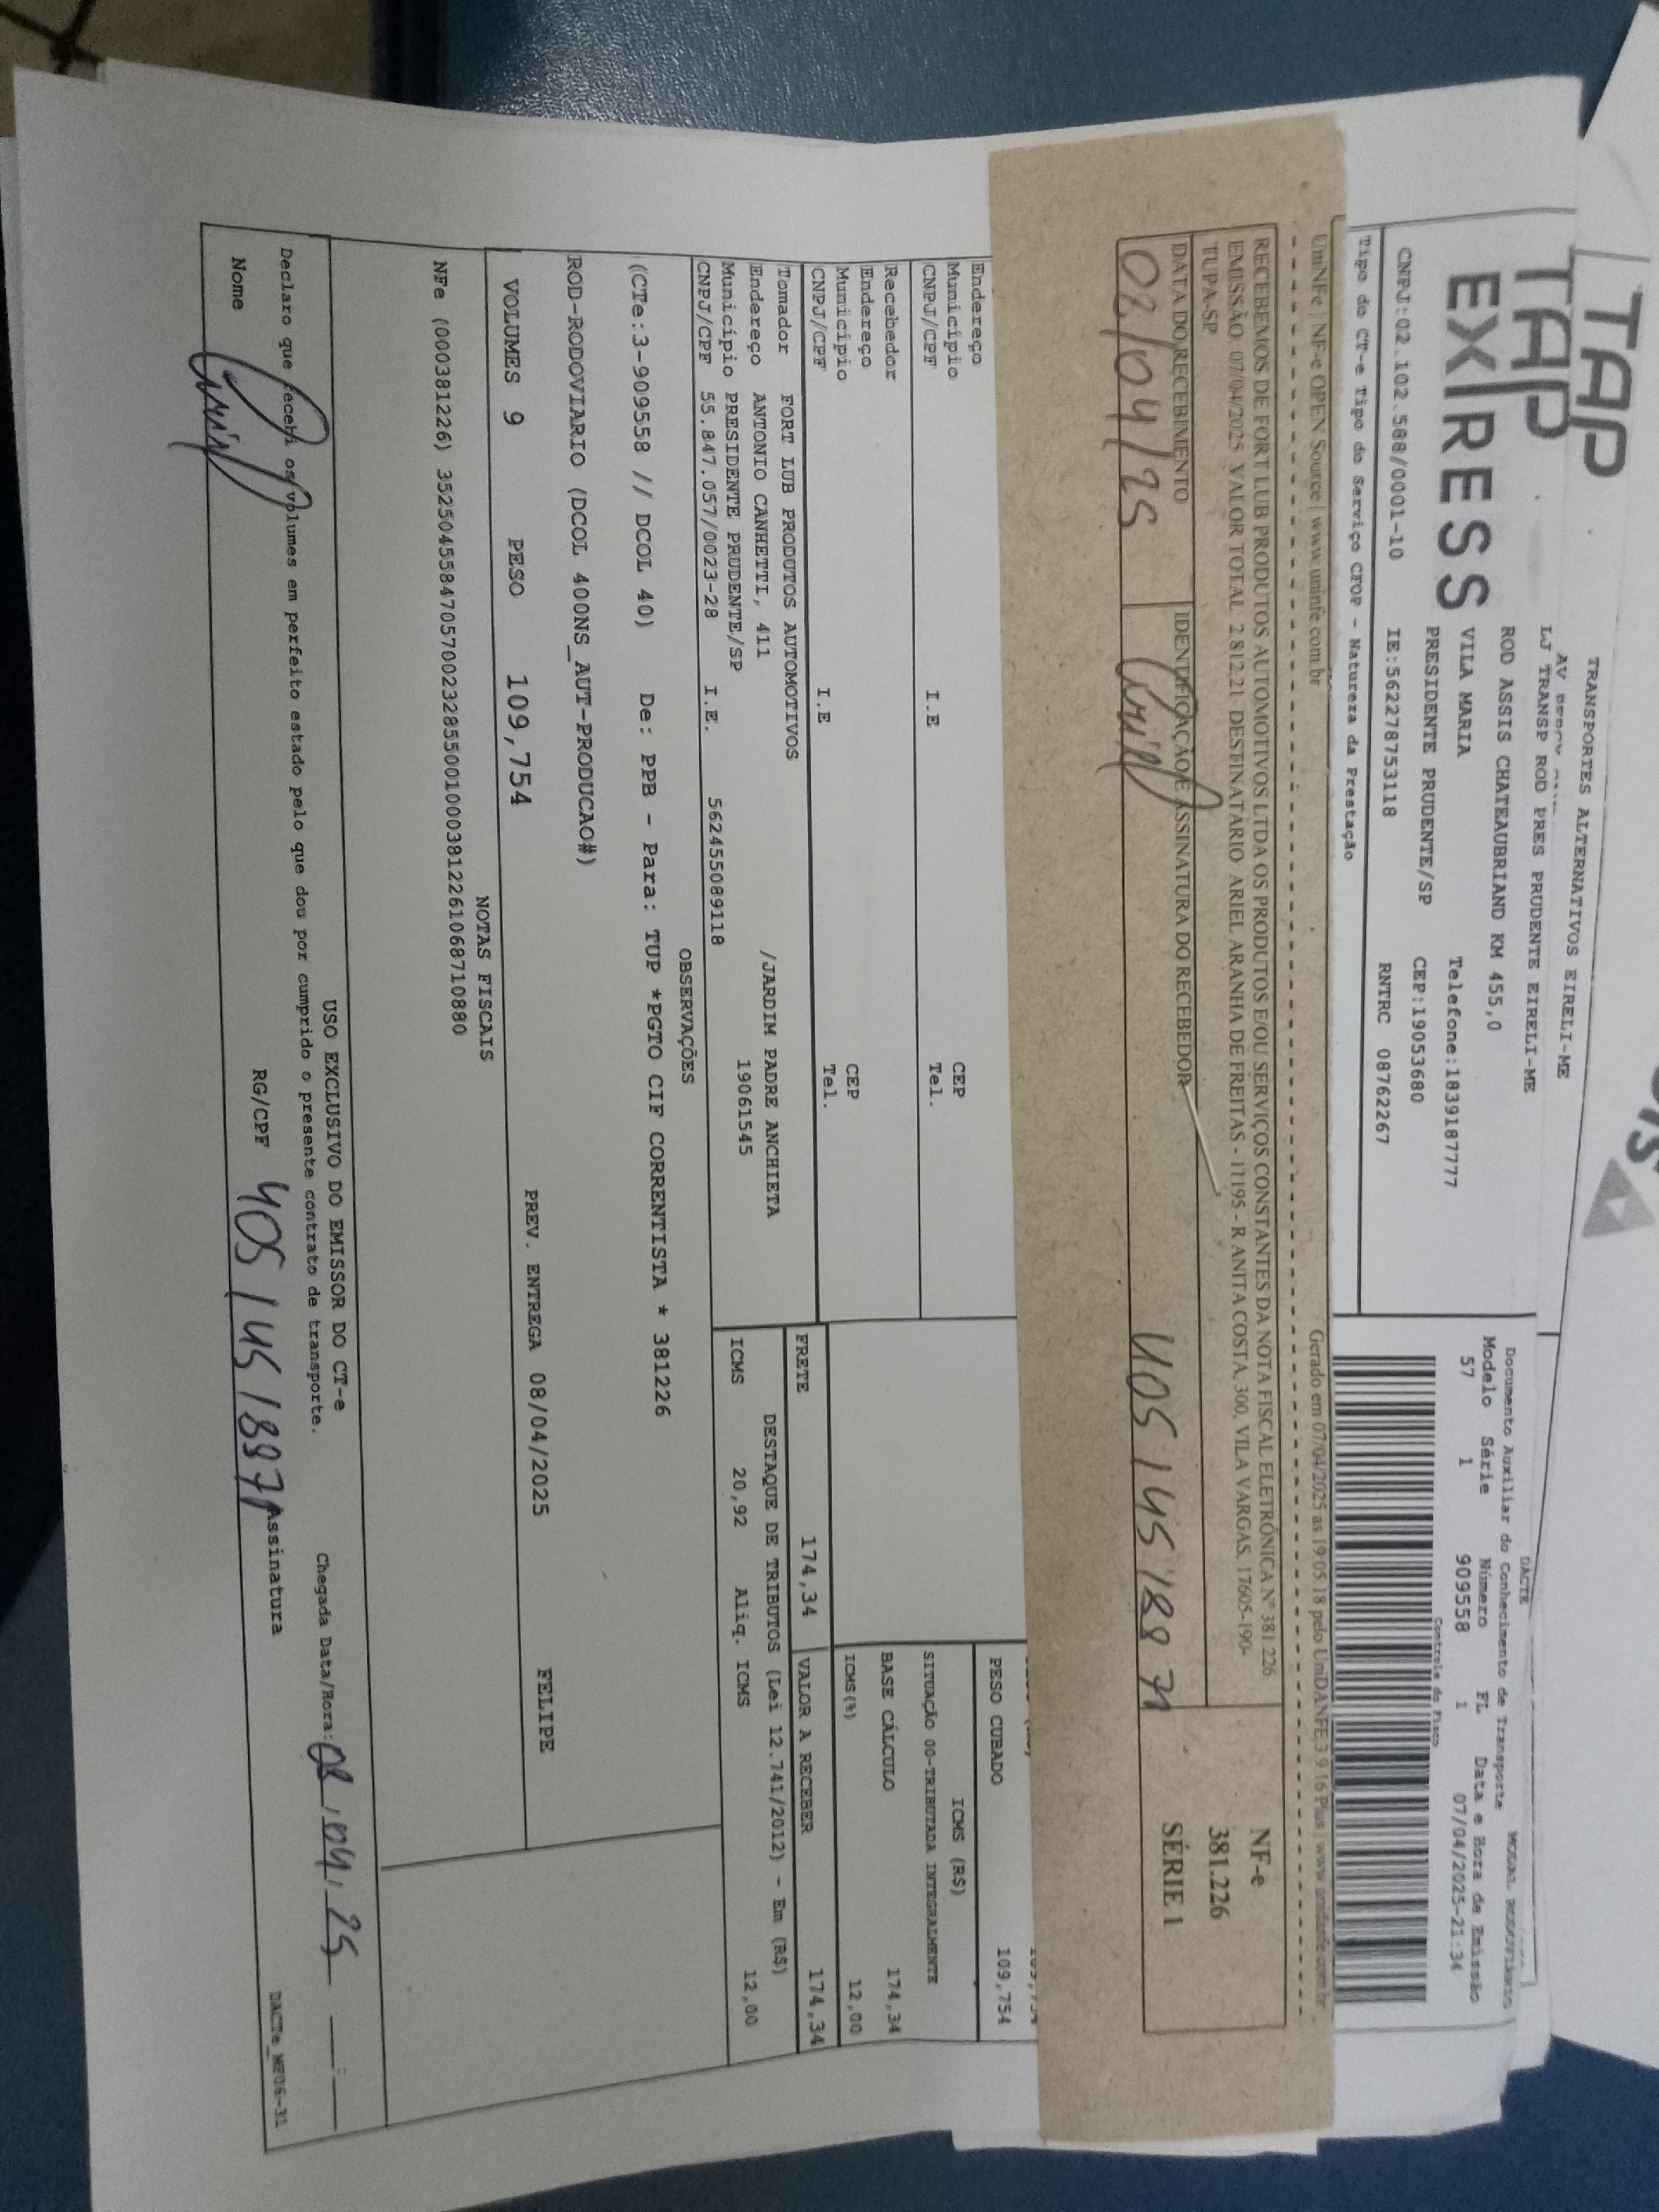 TAP
TAP
EXPRESS
TRANSPORTES ALTERNATIVOS EIRELI-ME
LJ TRANSP ROD PRES PRUDENTE EIRELI-ME
ROD ASSIS CHATEAUBRIAND KM 455,0
VILA MARIA Telefone:1839187777
PRESIDENTE PRUDENTE/SP CEP:19053680
CNPJ:02.102.588/0001-10 IE:562278753118 RNTRC 08762267
Tipo do CT-e Tipo do Serviço CFOP - Natureza da Prestação
DACTE
Documento Auxiliar do Conhecimento de Transporte
Modelo Série Número FL Data e Hora de Emissão
57 1 909558 1 07/04/2025-21:34
Controle do Fisco
UniNFe | NF-e OPEN Source | www.uninfe.com.br Gerado em 07/04/2025 às 19:05:18 pelo UniDANFE 3.9.16 Plus | www.unidanfe.com.br
RECEBEMOS DE FORT LUB PRODUTOS AUTOMOTIVOS LTDA OS PRODUTOS E/OU SERVIÇOS CONSTANTES DA NOTA FISCAL ELETRÔNICA N° 381.226
EMISSÃO: 07/04/2025 VALOR TOTAL: 2.812,21 DESTINATÁRIO: ARIEL ARANHA DE FREITAS - 11195 - R ANITA COSTA, 300, VILA VARGAS, 17605-190-
TUPA-SP
NF-e
381.226
SÉRIE 1
DATA DO RECEBIMENTO IDENTIFICAÇÃO E ASSINATURA DO RECEBEDOR
08/04/25 405145188 71
PESO CUBADO 109,754
Endereço
Município CEP
CNPJ/CPF I.E Tel.
ICMS (R$)
SITUAÇÃO 00-TRIBUTADA INTEGRALMENTE
Recebedor
Endereço
Município CEP
CNPJ/CPF I.E Tel.
BASE CÁLCULO 174,34
ICMS(%) 12,00
FRETE 174,34 VALOR A RECEBER 174,34
Tomador FORT LUB PRODUTOS AUTOMOTIVOS
Endereço ANTONIO CANHETTI, 411 /JARDIM PADRE ANCHIETA
Município PRESIDENTE PRUDENTE/SP 19061545
CNPJ/CPF 55.847.057/0023-28 I.E. 562455089118
DESTAQUE DE TRIBUTOS (Lei 12.741/2012) - Em (R$)
ICMS 20,92 Aliq. ICMS 12,00
OBSERVAÇÕES
(CTe:3-909558 // DCOL 40) De: PPB - Para: TUP *PGTO CIF CORRENTISTA * 381226
ROD-RODOVIARIO (DCOL 400NS_AUT-PRODUCAO#)
VOLUMES 9 PESO 109,754 PREV. ENTREGA 08/04/2025 FELIPE
NOTAS FISCAIS
NFe (000381226) 35250455847057002328550010003812261068710880
USO EXCLUSIVO DO EMISSOR DO CT-e
Declaro que recebi os volumes em perfeito estado pelo que dou por cumprido o presente contrato de transporte. Chegada Data/Hora: 08/04/25 __:__
Nome RG/CPF 405145188 71 Assinatura
DACTe_MF06-31